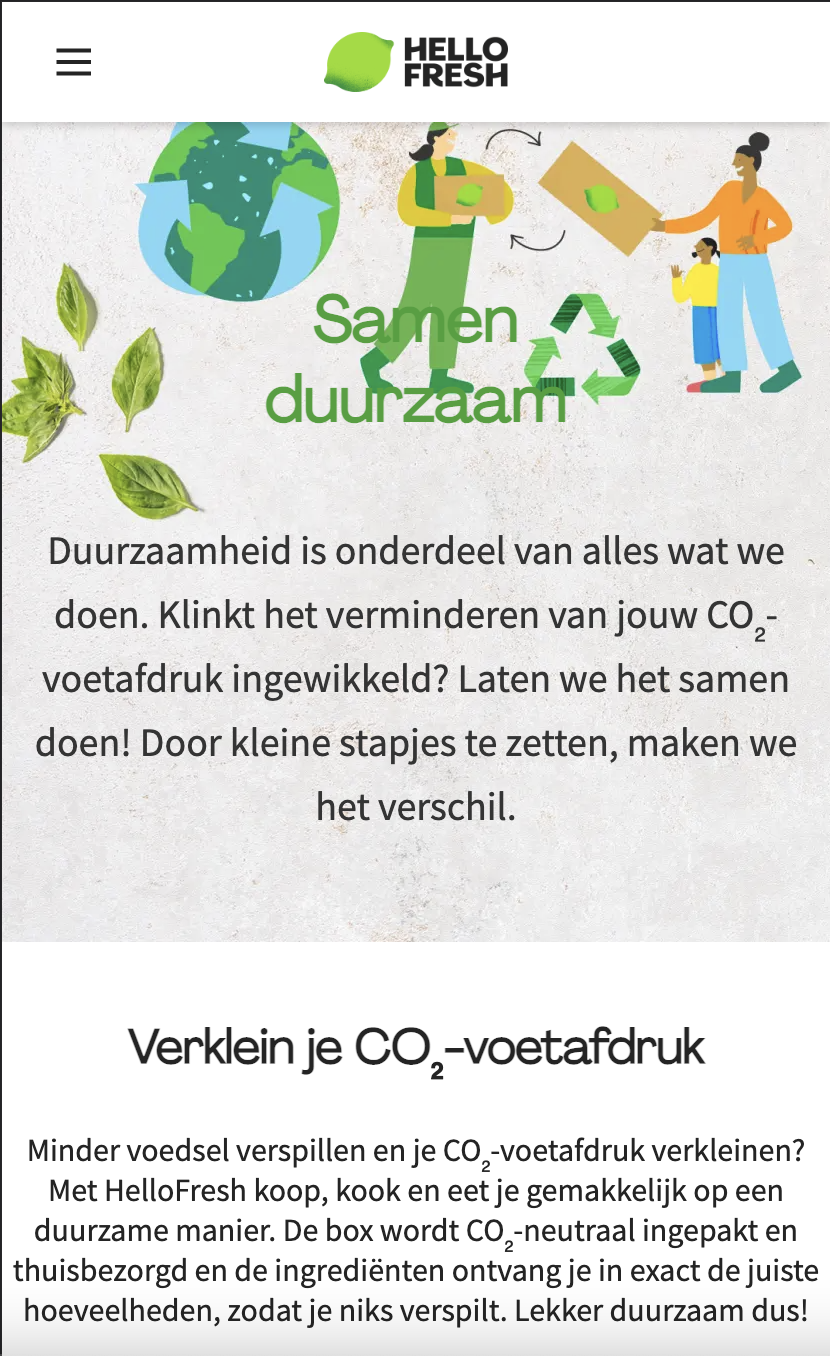 HELLO
FRESH
Samen
duurzaam
Duurzaamheid is onderdeel van alles wat we
doen. Klinkt het verminderen van jouw CO₂-
voetafdruk ingewikkeld? Laten we het samen
doen! Door kleine stapjes te zetten, maken we
het verschil.
Verklein je CO₂-voetafdruk
Minder voedsel verspillen en je CO₂-voetafdruk verkleinen?
Met HelloFresh koop, kook en eet je gemakkelijk op een
duurzame manier. De box wordt CO₂-neutraal ingepakt en
thuisbezorgd en de ingrediënten ontvang je in exact de juiste
hoeveelheden, zodat je niks verspilt. Lekker duurzaam dus!